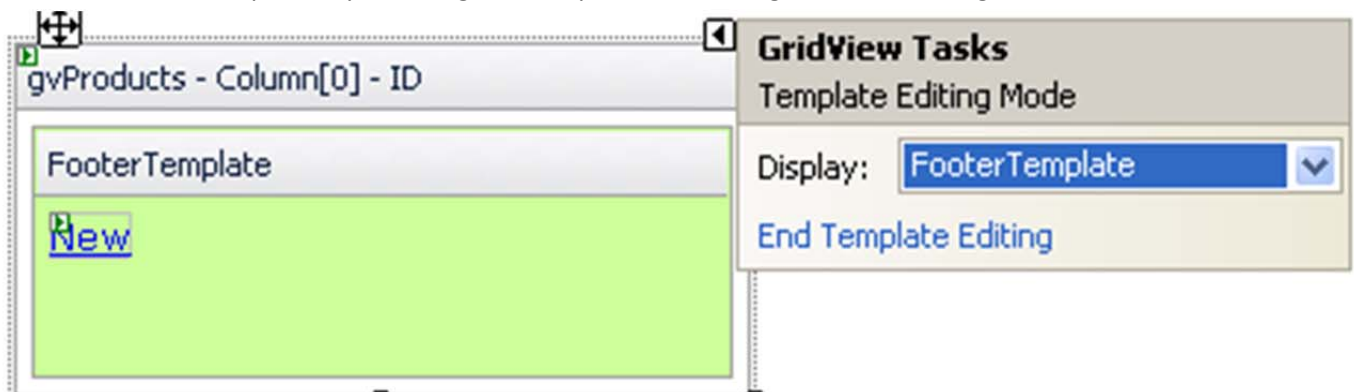 gvProducts - Column[0] - ID
FooterTemplate
New
GridView Tasks
Template Editing Mode
Display: FooterTemplate
End Template Editing